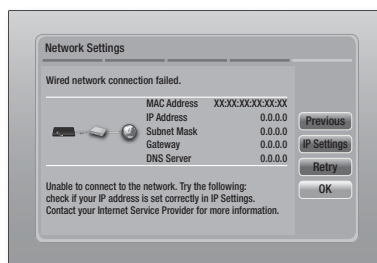 Network Settings
Wired network connection failed.
MAC Address XX:XX:XX:XX:XX:XX
IP Address 0.0.0.0
Subnet Mask 0.0.0.0
Gateway 0.0.0.0
DNS Server 0.0.0.0
Previous
IP Settings
Retry
OK
Unable to connect to the network. Try the following:
check if your IP address is set correctly in IP Settings.
Contact your Internet Service Provider for more information.